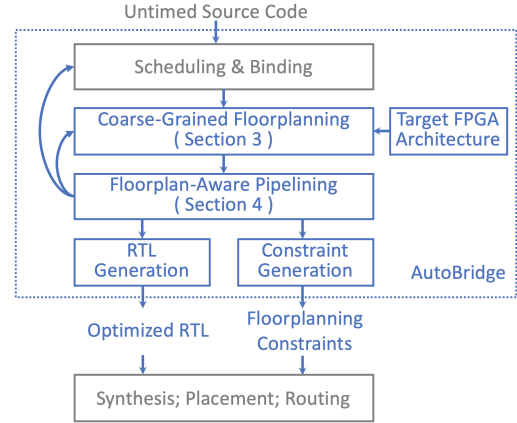 Untimed Source Code
Scheduling & Binding
Coarse-Grained Floorplanning
( Section 3 )
Target FPGA
Architecture
Floorplan-Aware Pipelining
( Section 4 )
RTL
Generation
Constraint
Generation
AutoBridge
Optimized RTL
Floorplanning
Constraints
Synthesis; Placement; Routing